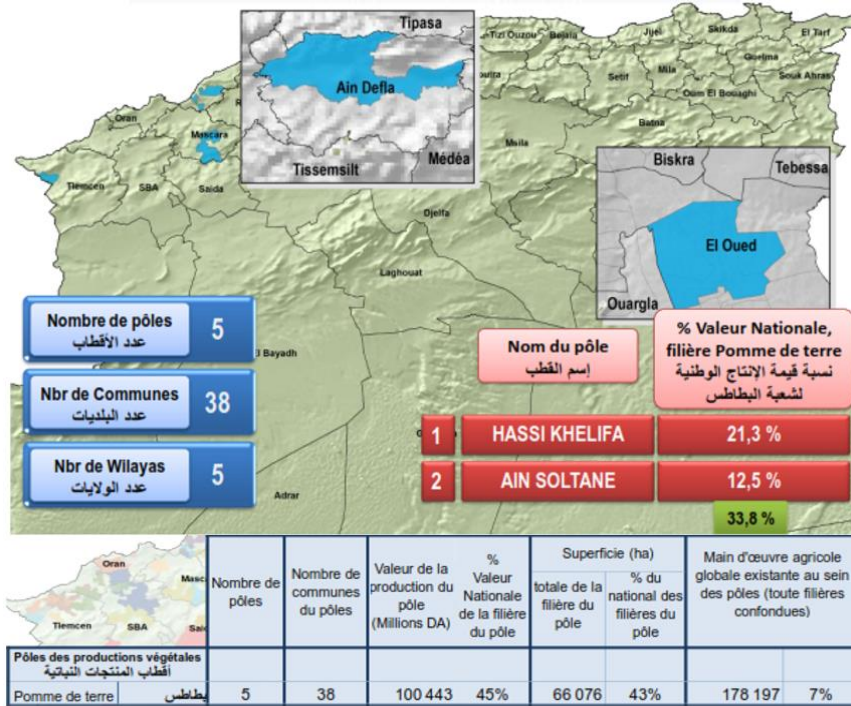 Tipasa
Ain Defla
Tissemsilt
Médéa
Tizi Ouzou
Bejaia
Jijel
Skikda
El Tarf
Guelma
Mila
Setif
Souk Ahras
Oum El Bouaghi
Batna
Oran
Mascara
Msila
Tlemcen
SBA
Saida
Djelfa
Laghouat
Biskra
Tebessa
El Oued
Ouargla
El Bayadh
Adrar
Nombre de pôles
عدد الأقطاب
5
Nbr de Communes
عدد البلديات
38
Nbr de Wilayas
عدد الولايات
5
Nom du pôle
إسم القطب
% Valeur Nationale,
filière Pomme de terre
نسبة قيمة الإنتاج الوطنية
لشعبة البطاطس
1 HASSI KHELIFA 21,3 %
2 AIN SOLTANE 12,5 %
33,8 %
Oran
Tlemcen
SBA
Nombre de
pôles
Nombre de
communes
du pôles
Valeur de la
production du
pôle
(Millions DA)
%
Valeur
Nationale
de la filière
du pôle
Superficie (ha)
totale de la
filière du
pôle
% du
national des
filières du
pôle
Main d'œuvre agricole
globale existante au sein
des pôles (toute filières
confondues)
Pôles des productions végétales
أقطاب المنتجات النباتية
Pomme de terre بطاطس 5 38 100 443 45% 66 076 43% 178 197 7%